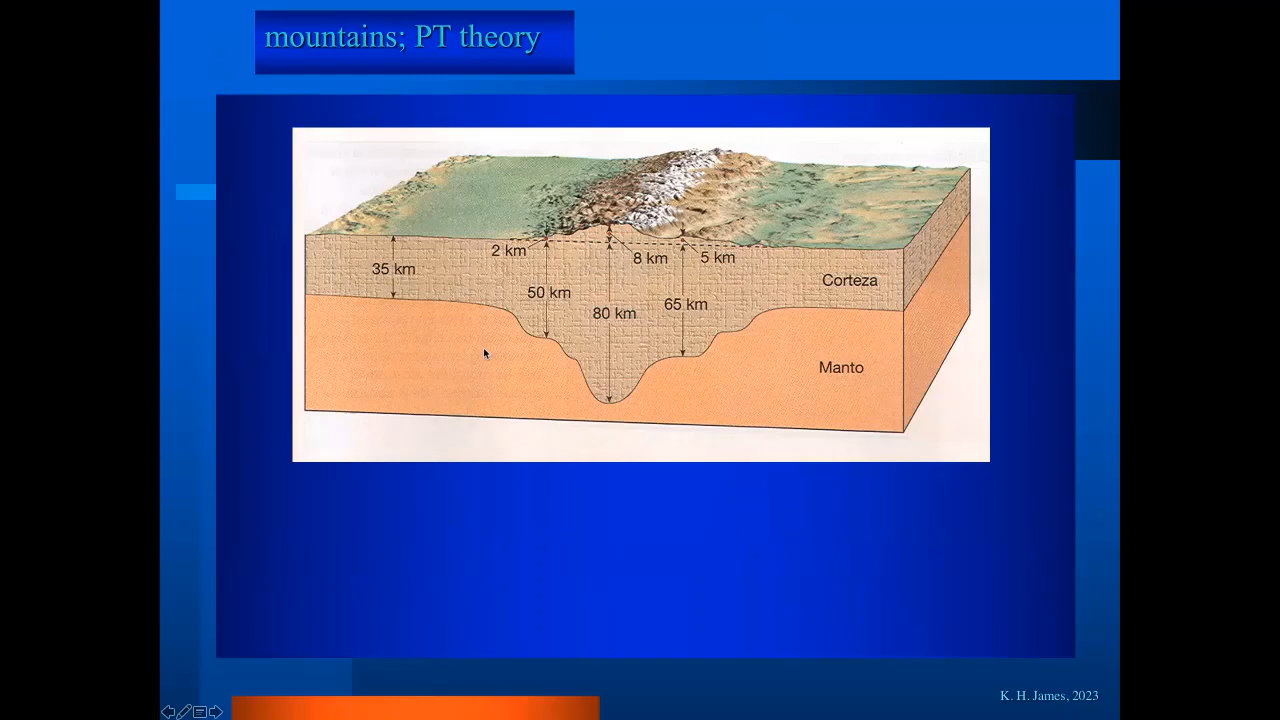 mountains; PT theory
2 km
8 km
5 km
35 km
50 km
80 km
65 km
Corteza
Manto
K. H. James, 2023